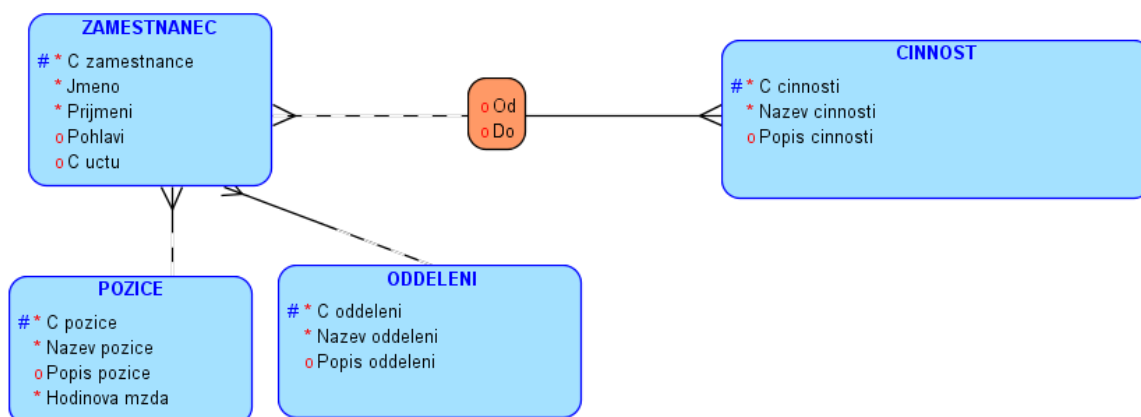 ZAMESTNANEC
# * C zamestnance
* Jmeno
* Prijmeni
o Pohlavi
o C uctu
o Od
o Do
CINNOST
# * C cinnosti
* Nazev cinnosti
o Popis cinnosti
POZICE
# * C pozice
* Nazev pozice
o Popis pozice
* Hodinova mzda
ODDELENI
# * C oddeleni
* Nazev oddeleni
o Popis oddeleni